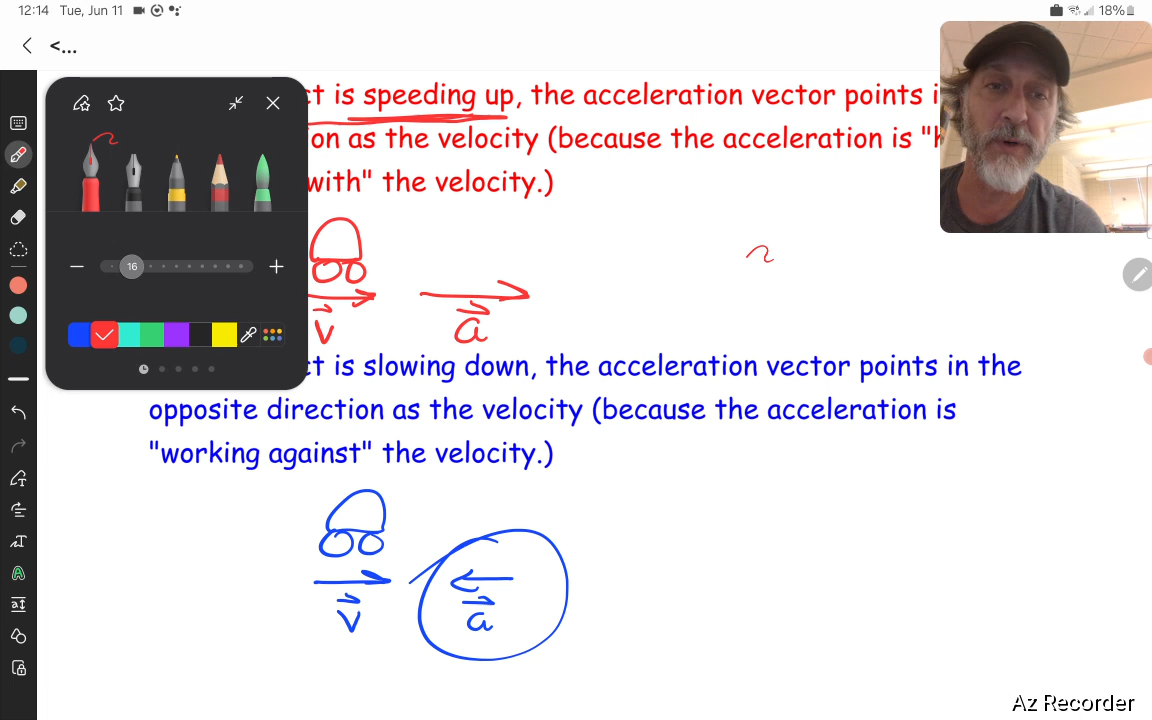 12:14 Tue, Jun 11
18%
<...
ct is speeding up, the acceleration vector points i
on as the velocity (because the acceleration is "h
with" the velocity.)
16
v
a
ct is slowing down, the acceleration vector points in the
opposite direction as the velocity (because the acceleration is
"working against" the velocity.)
v
a
Az Recorder